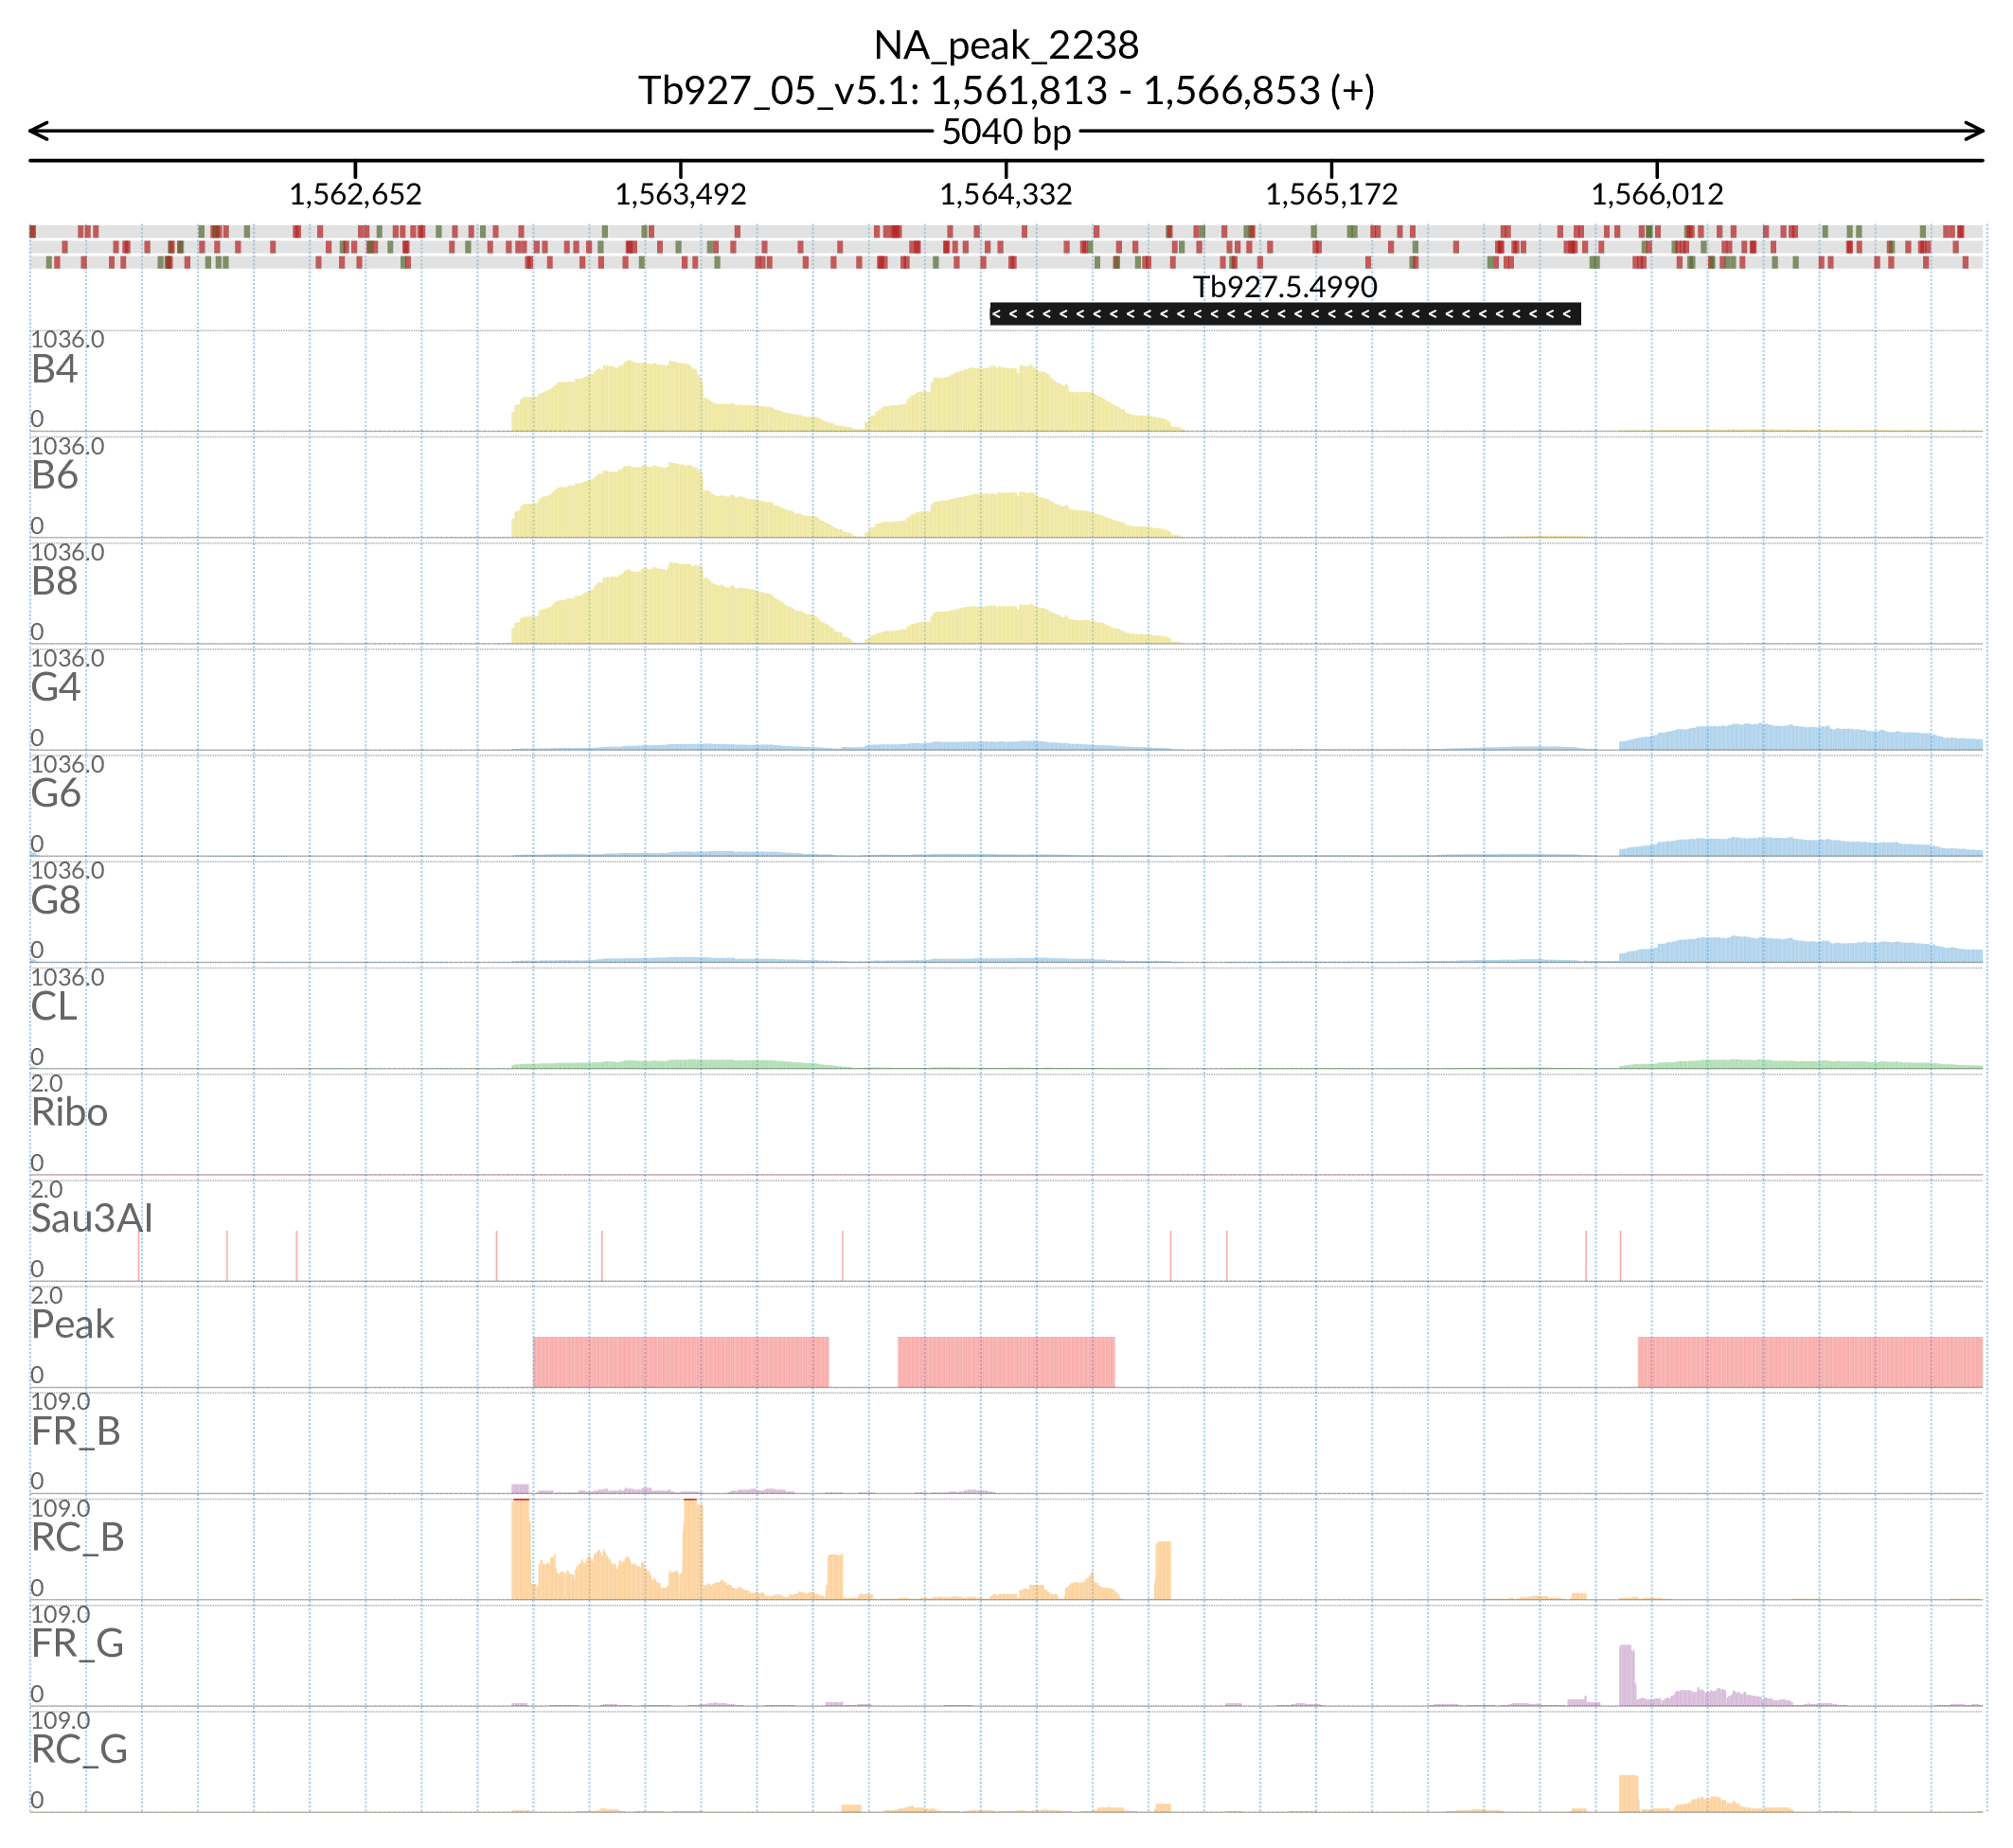 NA_peak_2238
Tb927_05_v5.1: 1,561,813 - 1,566,853 (+)
5040 bp
1,562,652 1,563,492 1,564,332 1,565,172 1,566,012
Tb927.5.4990
< < < < < < < < < < < < < < < < < < < < < < < < < < < < < < < < < < <
1036.0
B4
0
1036.0
B6
0
1036.0
B8
0
1036.0
G4
0
1036.0
G6
0
1036.0
G8
0
1036.0
CL
0
2.0
Ribo
0
2.0
Sau3AI
0
2.0
Peak
0
109.0
FR_B
0
109.0
RC_B
0
109.0
FR_G
0
109.0
RC_G
0